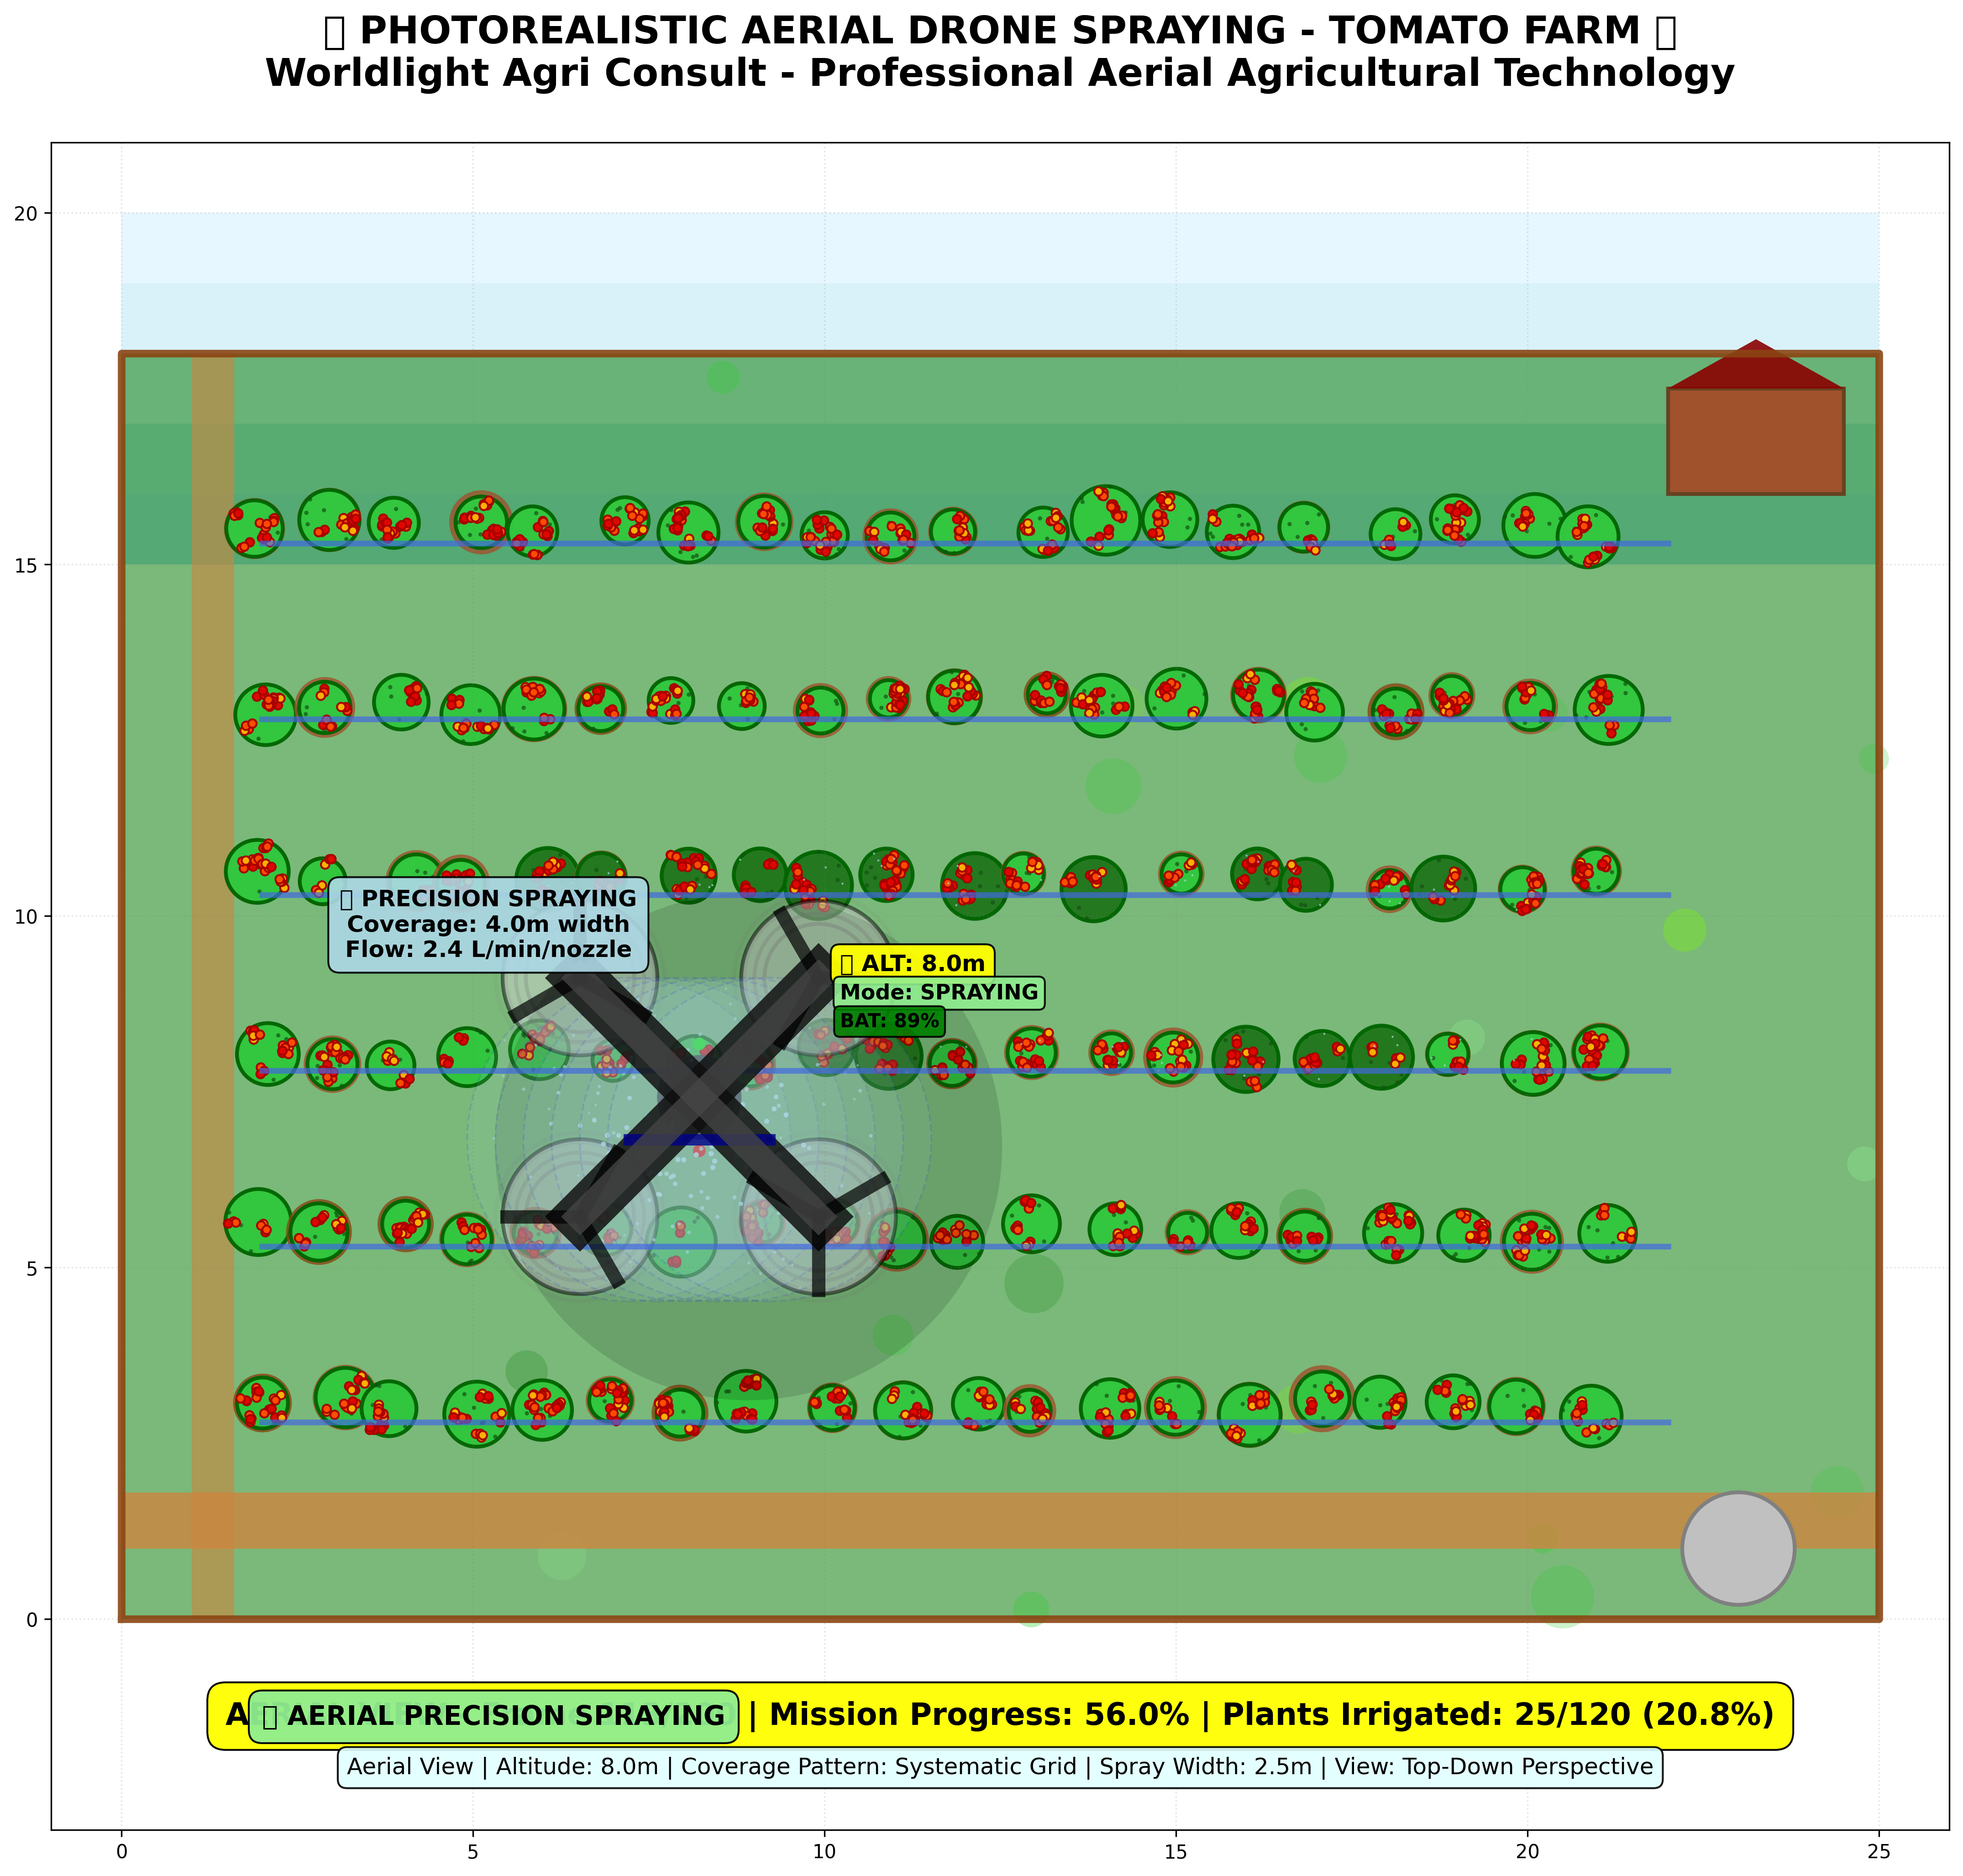 PHOTOREALISTIC AERIAL DRONE SPRAYING - TOMATO FARM
Worldlight Agri Consult - Professional Aerial Agricultural Technology
20
15
10
5
0
PRECISION SPRAYING
Coverage: 4.0m width
Flow: 2.4 L/min/nozzle
ALT: 8.0m
Mode: SPRAYING
BAT: 89%
AERIAL PRECISION SPRAYING
| Mission Progress: 56.0% | Plants Irrigated: 25/120 (20.8%)
Aerial View | Altitude: 8.0m | Coverage Pattern: Systematic Grid | Spray Width: 2.5m | View: Top-Down Perspective
0 5 10 15 20 25